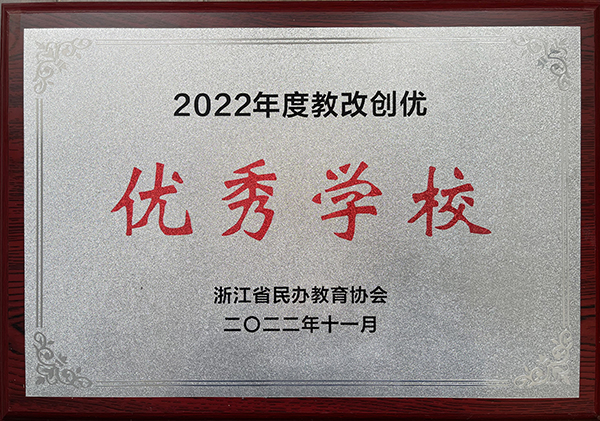 2022年度教改创优
优秀学校
浙江省民办教育协会
二〇二二年十一月